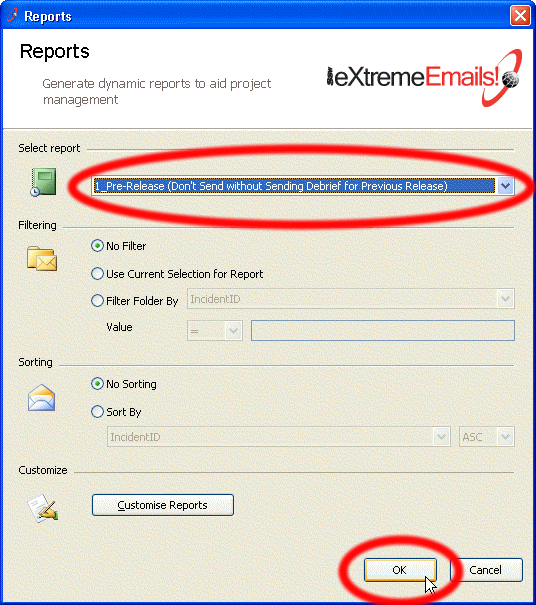 Reports
Reports
Generate dynamic reports to aid project
management
eXtremeEmails!
Select report
1_Pre-Release (Don't Send without Sending Debrief for Previous Release)
Filtering
No Filter
Use Current Selection for Report
Filter Folder By IncidentID
Value =
Sorting
No Sorting
Sort By
IncidentID ASC
Customize
Customise Reports
OK Cancel